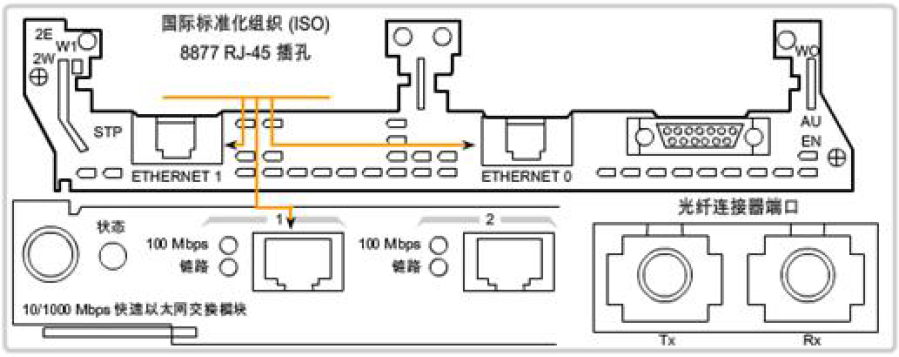 国际标准化组织 (ISO)
8877 RJ-45 插孔
2E
W1
2W
WO
STP
AU
EN
ETHERNET 1
ETHERNET 0
光纤连接器端口
状态
1
2
100 Mbps
链路
100 Mbps
链路
10/1000 Mbps 快速以太网交换模块
Tx
Rx